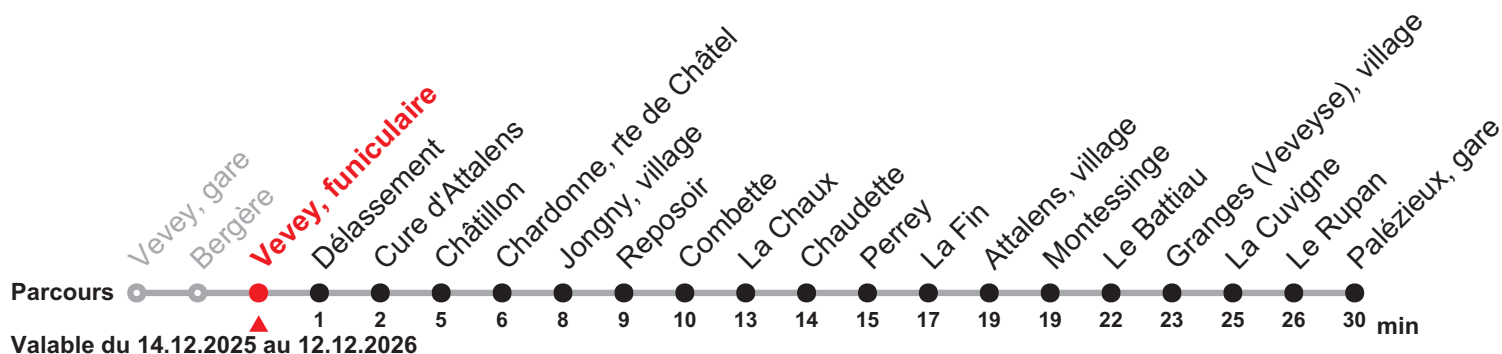 Vevey, gare
Bergère
Vevey, funiculaire
Délassement
Cure d'Attalens
Châtillon
Chardonne, rte de Châtel
Jongny, village
Reposoir
Combette
La Chaux
Chaudette
Perrey
La Fin
Attalens, village
Montessinge
Le Battiau
Granges (Veveyse), village
La Cuvigne
Le Rupan
Palézieux, gare
Parcours
1 2 5 6 8 9 10 13 14 15 17 19 19 22 23 25 26 30 min
Valable du 14.12.2025 au 12.12.2026